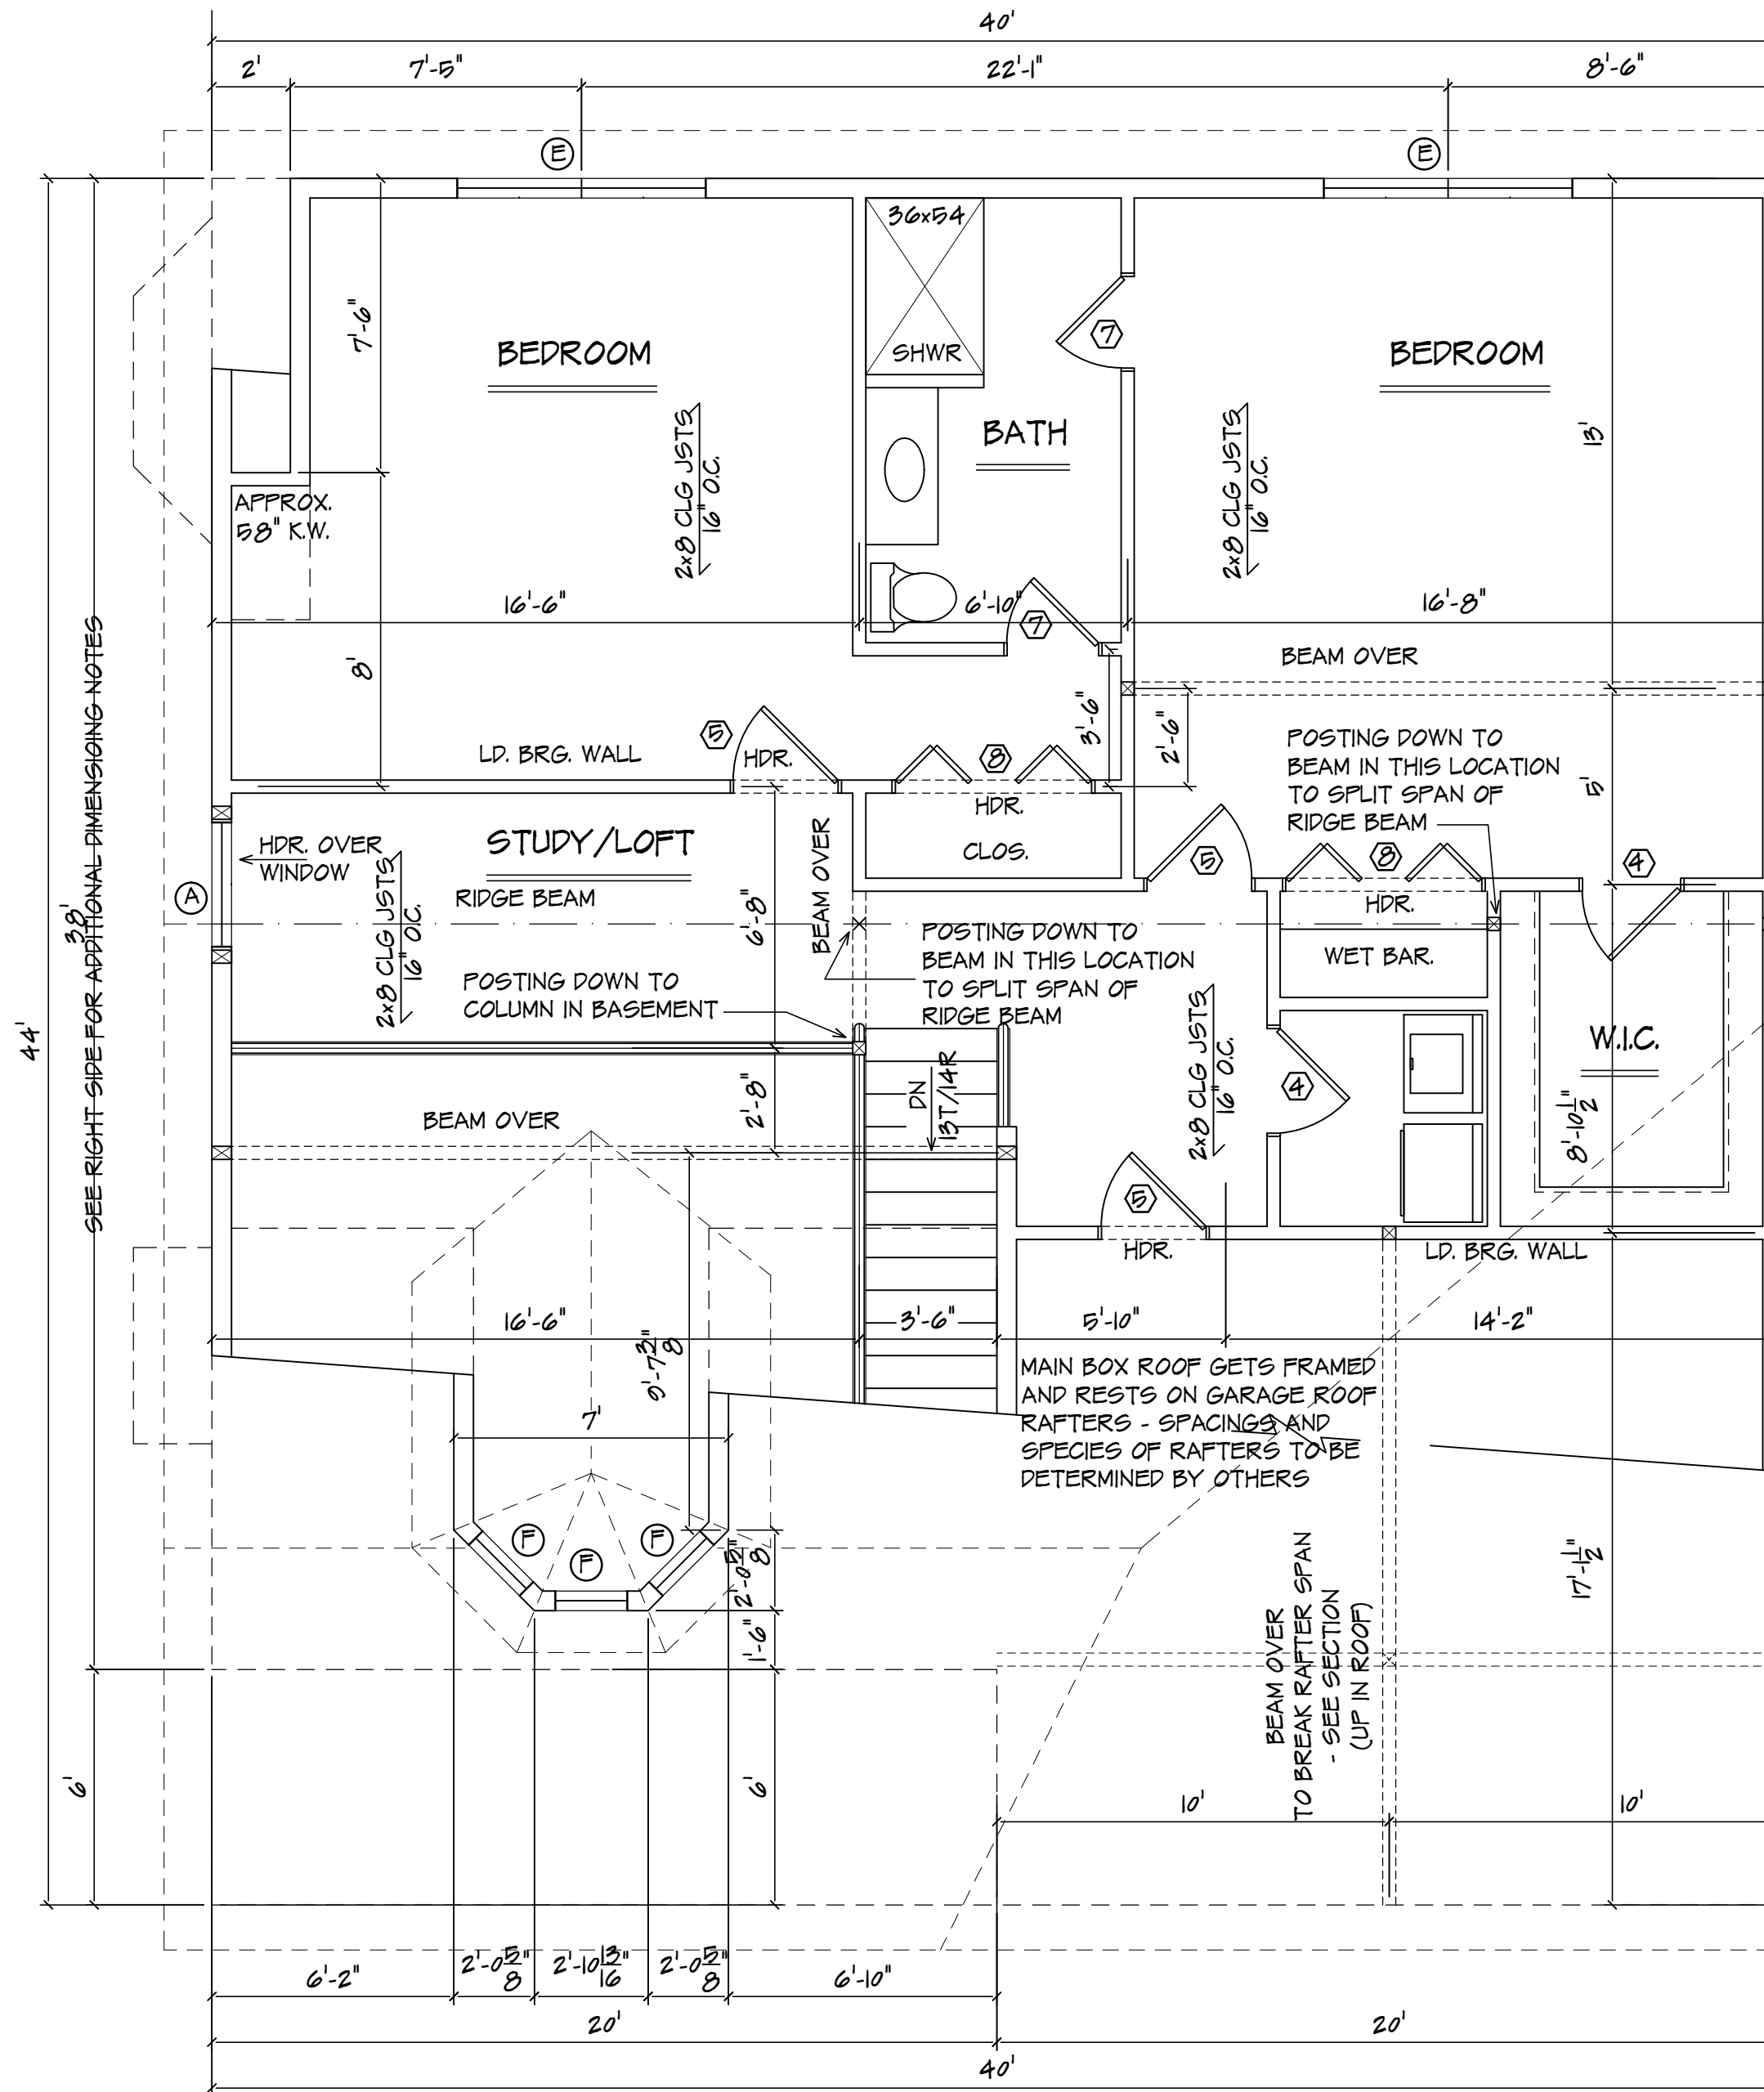 40'
2'
7'-5"
22'-1"
8'-6"
E
E
36x54
SHWR
7
7'-6"
BEDROOM
BATH
BEDROOM
13'
2x8 CLG JSTS
16" O.C.
2x8 CLG JSTS
16" O.C.
APPROX.
58" K.W.
16'-6"
6'-10"
7
16'-8"
SEE RIGHT SIDE FOR ADDITIONAL DIMENSIOING NOTES
8'
BEAM OVER
3'-6"
2'-6"
5
LD. BRG. WALL
HDR.
8
POSTING DOWN TO
BEAM IN THIS LOCATION
TO SPLIT SPAN OF
RIDGE BEAM
5'
HDR.
CLOS.
HDR. OVER
WINDOW
STUDY/LOFT
RIDGE BEAM
A
2x8 CLG JSTS
16" O.C.
6'-8"
BEAM OVER
5
8
4
HDR.
WET BAR.
38'
44'
POSTING DOWN TO
BEAM IN THIS LOCATION
TO SPLIT SPAN OF
RIDGE BEAM
POSTING DOWN TO
COLUMN IN BASEMENT
W.I.C.
8'-10 1/2"
DN
13T/14R
2x8 CLG JSTS
16" O.C.
4
2'-8"
BEAM OVER
5
HDR.
LD. BRG. WALL
16'-6"
3'-6"
5'-10"
14'-2"
9'-7 3/8"
7'
MAIN BOX ROOF GETS FRAMED
AND RESTS ON GARAGE ROOF
RAFTERS - SPACINGS AND
SPECIES OF RAFTERS TO BE
DETERMINED BY OTHERS
F
F
F
2'-0 5/8"
1'-6"
17'-1 1/2"
BEAM OVER
TO BREAK RAFTER SPAN
- SEE SECTION
(UP IN ROOF)
6'
6'
10'
10'
6'-2"
2'-0 5/8"
2'-10 13/16"
2'-0 5/8"
6'-10"
20'
20'
40'